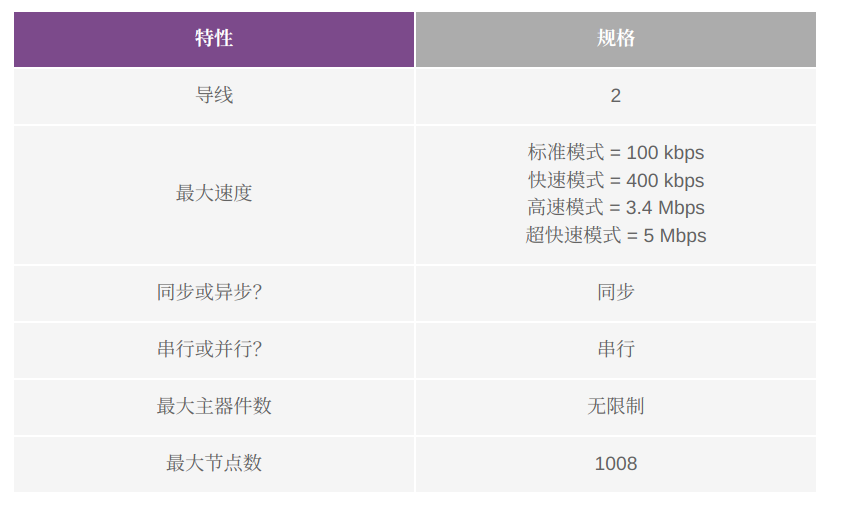 特性 规格
导线 2
最大速度
标准模式 = 100 kbps
快速模式 = 400 kbps
高速模式 = 3.4 Mbps
超快速模式 = 5 Mbps
同步或异步? 同步
串行或并行? 串行
最大主器件数 无限制
最大节点数 1008